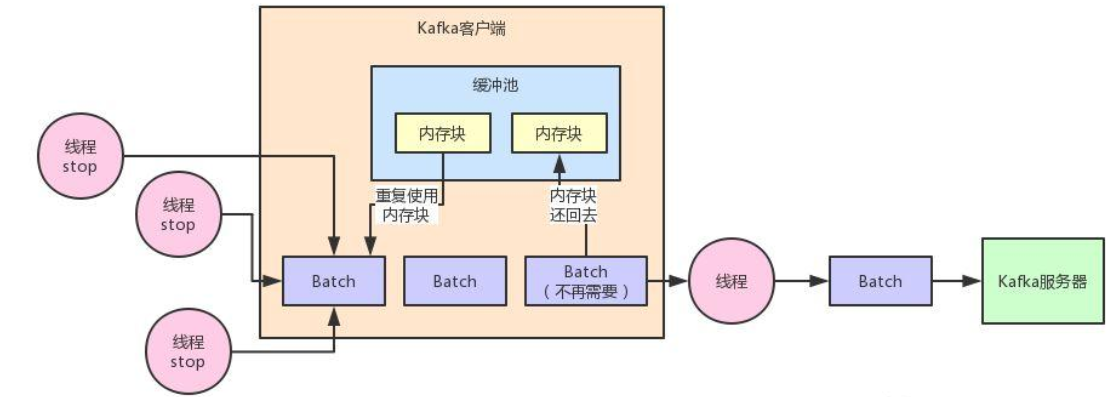 Kafka客户端
缓冲池
内存块
内存块
线程
stop
重复使用
内存块
内存块
还回去
线程
stop
Batch
Batch
Batch
（不再需要）
线程
Batch
Kafka服务器
线程
stop